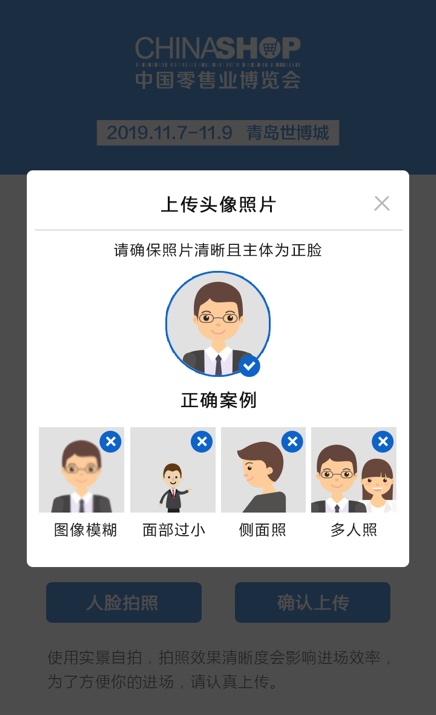 CHINASHOP
中国零售业博览会
2019.11.7-11.9 青岛世博城
上传头像照片
请确保照片清晰且主体为正脸
正确案例
图像模糊 面部过小 侧面照 多人照
人脸拍照 确认上传
使用实景自拍，拍照效果清晰度会影响进场效率，
为了方便你的进场，请认真上传。